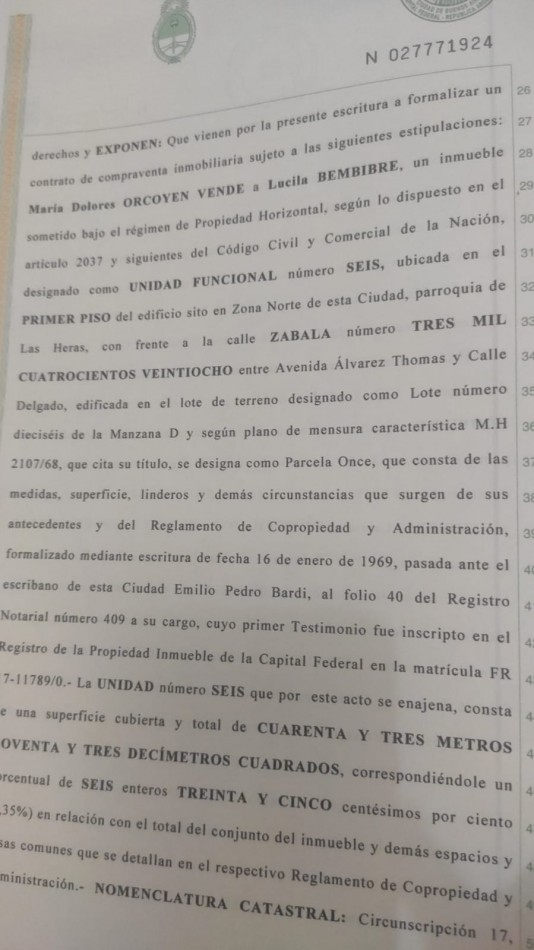 N 027771924
derechos y EXPONEN: Que vienen por la presente escritura a formalizar un 26
contrato de compraventa inmobiliaria sujeto a las siguientes estipulaciones: 27
María Dolores ORCOYEN VENDE a Lucila BEMBIBRE, un inmueble 28
sometido bajo el régimen de Propiedad Horizontal, según lo dispuesto en el 29
artículo 2037 y siguientes del Código Civil y Comercial de la Nación, 30
designado como UNIDAD FUNCIONAL número SEIS, ubicada en el 31
PRIMER PISO del edificio sito en Zona Norte de esta Ciudad, parroquia de 32
Las Heras, con frente a la calle ZABALA número TRES MIL 33
CUATROCIENTOS VEINTIOCHO entre Avenida Álvarez Thomas y Calle 34
Delgado, edificada en el lote de terreno designado como Lote número 35
dieciséis de la Manzana D y según plano de mensura característica M.H 36
2107/68, que cita su título, se designa como Parcela Once, que consta de las 37
medidas, superficie, linderos y demás circunstancias que surgen de sus 38
antecedentes y del Reglamento de Copropiedad y Administración, 39
formalizado mediante escritura de fecha 16 de enero de 1969, pasada ante el
escribano de esta Ciudad Emilio Pedro Bardi, al folio 40 del Registro
Notarial número 409 a su cargo, cuyo primer Testimonio fue inscripto en el
Registro de la Propiedad Inmueble de la Capital Federal en la matrícula FR
7-11789/0.- La UNIDAD número SEIS que por este acto se enajena, consta
e una superficie cubierta y total de CUARENTA Y TRES METROS
OVENTA Y TRES DECÍMETROS CUADRADOS, correspondiéndole un
orcentual de SEIS enteros TREINTA Y CINCO centésimos por ciento
,35%) en relación con el total del conjunto del inmueble y demás espacios y
sas comunes que se detallan en el respectivo Reglamento de Copropiedad y
ministración.- NOMENCLATURA CATASTRAL: Circunscripción 17,